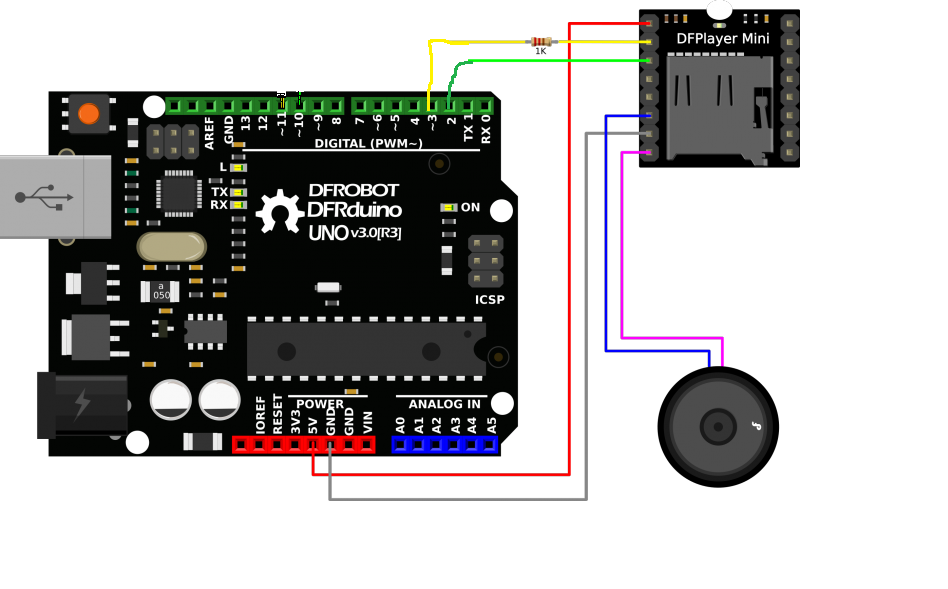 DFPlayer Mini
1K
AREF
GND
13
12
~11
~10
~9
8
7
~6
~5
4
~3
2
TX 1
RX 0
DIGITAL (PWM~)
L
TX
RX
DFROBOT
DFRduino
UNO v3.0[R3]
ON
ICSP
a
050
POWER
ANALOG IN
IOREF
RESET
3V3
5V
GND
GND
VIN
A0
A1
A2
A3
A4
A5